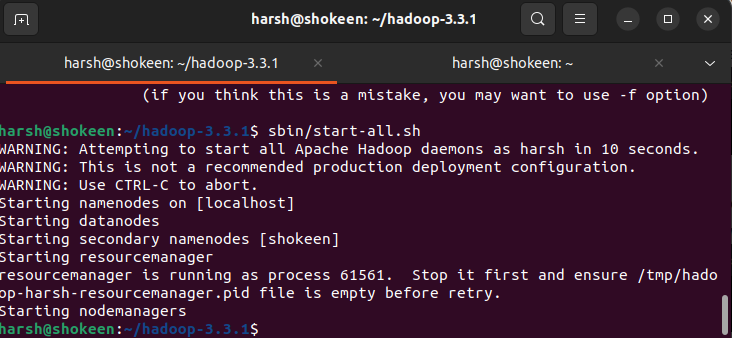 harsh@shokeen: ~/hadoop-3.3.1
harsh@shokeen: ~/hadoop-3.3.1
harsh@shokeen: ~
(if you think this is a mistake, you may want to use -f option)
harsh@shokeen:~/hadoop-3.3.1$ sbin/start-all.sh
WARNING: Attempting to start all Apache Hadoop daemons as harsh in 10 seconds.
WARNING: This is not a recommended production deployment configuration.
WARNING: Use CTRL-C to abort.
Starting namenodes on [localhost]
Starting datanodes
Starting secondary namenodes [shokeen]
Starting resourcemanager
resourcemanager is running as process 61561.  Stop it first and ensure /tmp/hado
op-harsh-resourcemanager.pid file is empty before retry.
Starting nodemanagers
harsh@shokeen:~/hadoop-3.3.1$